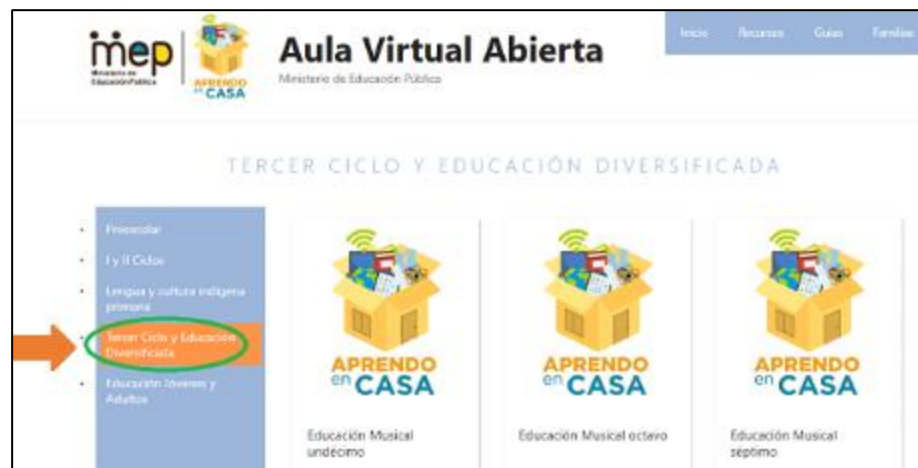 mep
Ministerio de
Educación Pública
APRENDO
en CASA
Aula Virtual Abierta
Ministerio de Educación Pública
Inicio Recursos Guías Familias
TERCER CICLO Y EDUCACIÓN DIVERSIFICADA
Preescolar
I y II Ciclos
Lengua y cultura indígena
primaria
Tercer Ciclo y Educación
Diversificada
Educación Jóvenes y
Adultos
APRENDO
en CASA
Educación Musical
undécimo
APRENDO
en CASA
Educación Musical octavo
APRENDO
en CASA
Educación Musical
séptimo